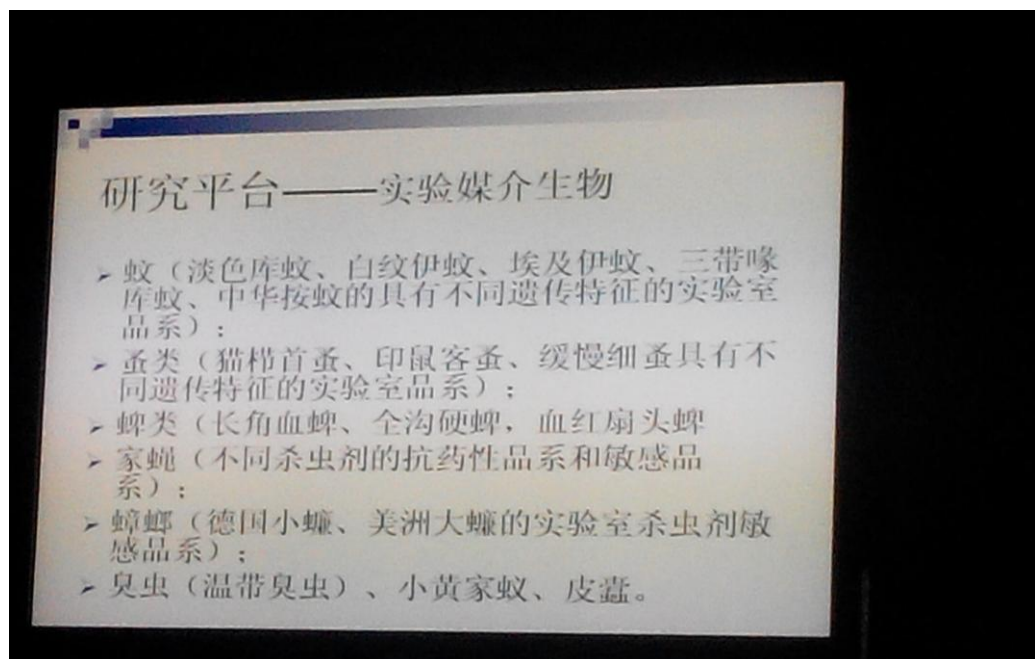 研究平台——实验媒介生物
➢ 蚊（淡色库蚊、白纹伊蚊、埃及伊蚊、三带喙
库蚊、中华按蚊的具有不同遗传特征的实验室
品系）；
➢ 蚤类（猫栉首蚤、印鼠客蚤、缓慢细蚤具有不
同遗传特征的实验室品系）；
➢ 蜱类（长角血蜱、全沟硬蜱，血红扇头蜱
➢ 家蝇（不同杀虫剂的抗药性品系和敏感品
系）；
➢ 蟑螂（德国小蠊、美洲大蠊的实验室杀虫剂敏
感品系）；
➢ 臭虫（温带臭虫）、小黄家蚁、皮蠹。